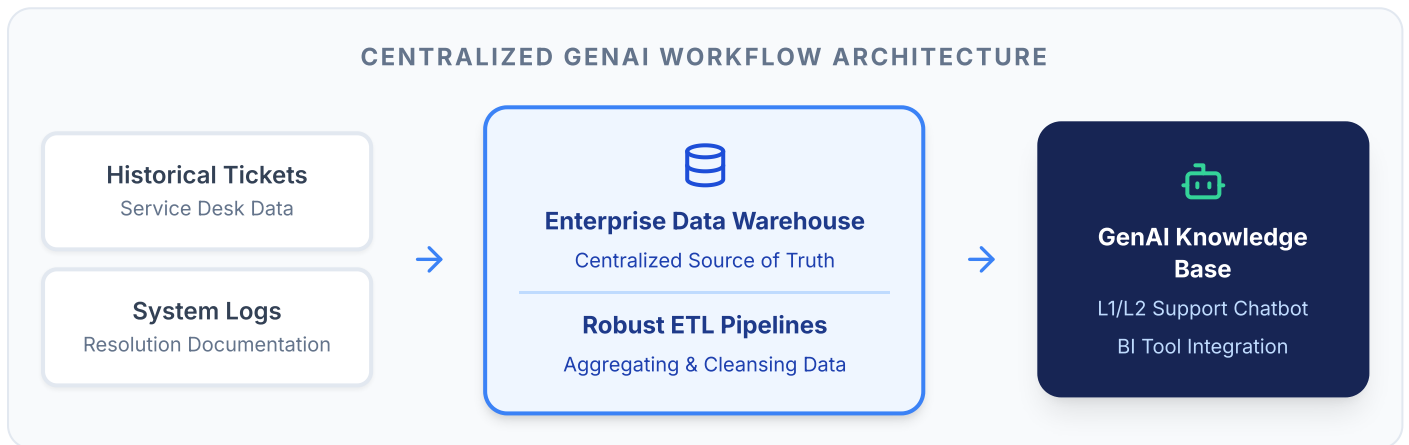 CENTRALIZED GENAI WORKFLOW ARCHITECTURE
Historical Tickets
Service Desk Data
System Logs
Resolution Documentation
Enterprise Data Warehouse
Centralized Source of Truth
Robust ETL Pipelines
Aggregating & Cleansing Data
GenAI Knowledge
Base
L1/L2 Support Chatbot
BI Tool Integration